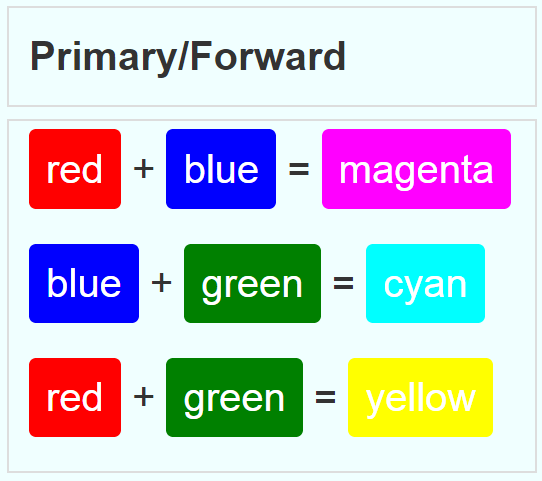 Primary/Forward
red + blue = magenta
blue + green = cyan
red + green = yellow